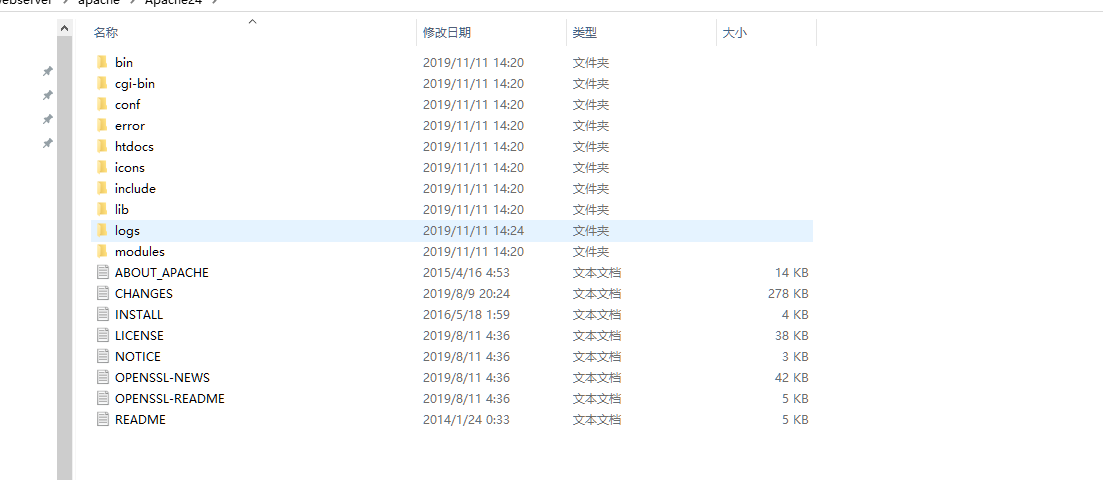 webserver > apache > Apache24 >
名称 修改日期 类型 大小
bin 2019/11/11 14:20 文件夹
cgi-bin 2019/11/11 14:20 文件夹
conf 2019/11/11 14:20 文件夹
error 2019/11/11 14:20 文件夹
htdocs 2019/11/11 14:20 文件夹
icons 2019/11/11 14:20 文件夹
include 2019/11/11 14:20 文件夹
lib 2019/11/11 14:20 文件夹
logs 2019/11/11 14:24 文件夹
modules 2019/11/11 14:20 文件夹
ABOUT_APACHE 2015/4/16 4:53 文本文档 14 KB
CHANGES 2019/8/9 20:24 文本文档 278 KB
INSTALL 2016/5/18 1:59 文本文档 4 KB
LICENSE 2019/8/11 4:36 文本文档 38 KB
NOTICE 2019/8/11 4:36 文本文档 3 KB
OPENSSL-NEWS 2019/8/11 4:36 文本文档 42 KB
OPENSSL-README 2019/8/11 4:36 文本文档 5 KB
README 2014/1/24 0:33 文本文档 5 KB